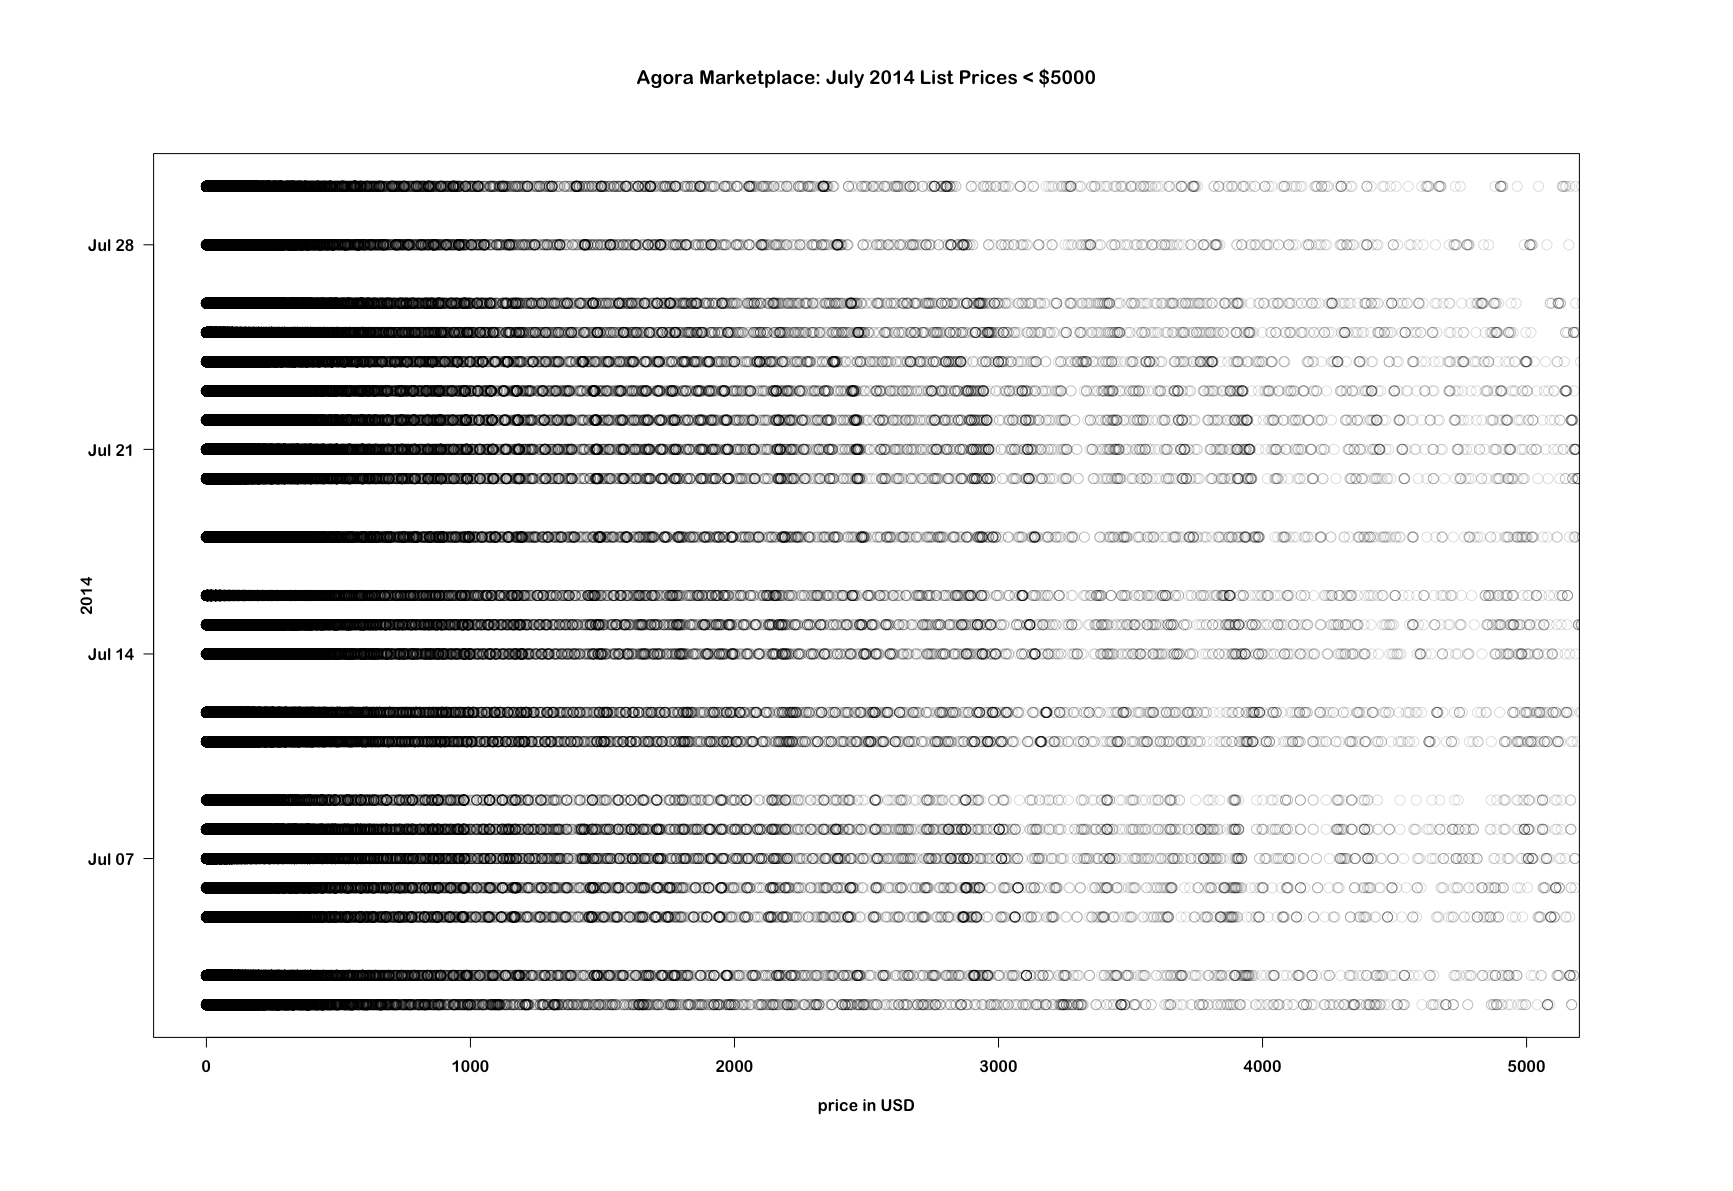 Agora Marketplace: July 2014 List Prices < $5000
Jul 28
Jul 21
2014
Jul 14
Jul 07
0 1000 2000 3000 4000 5000
price in USD